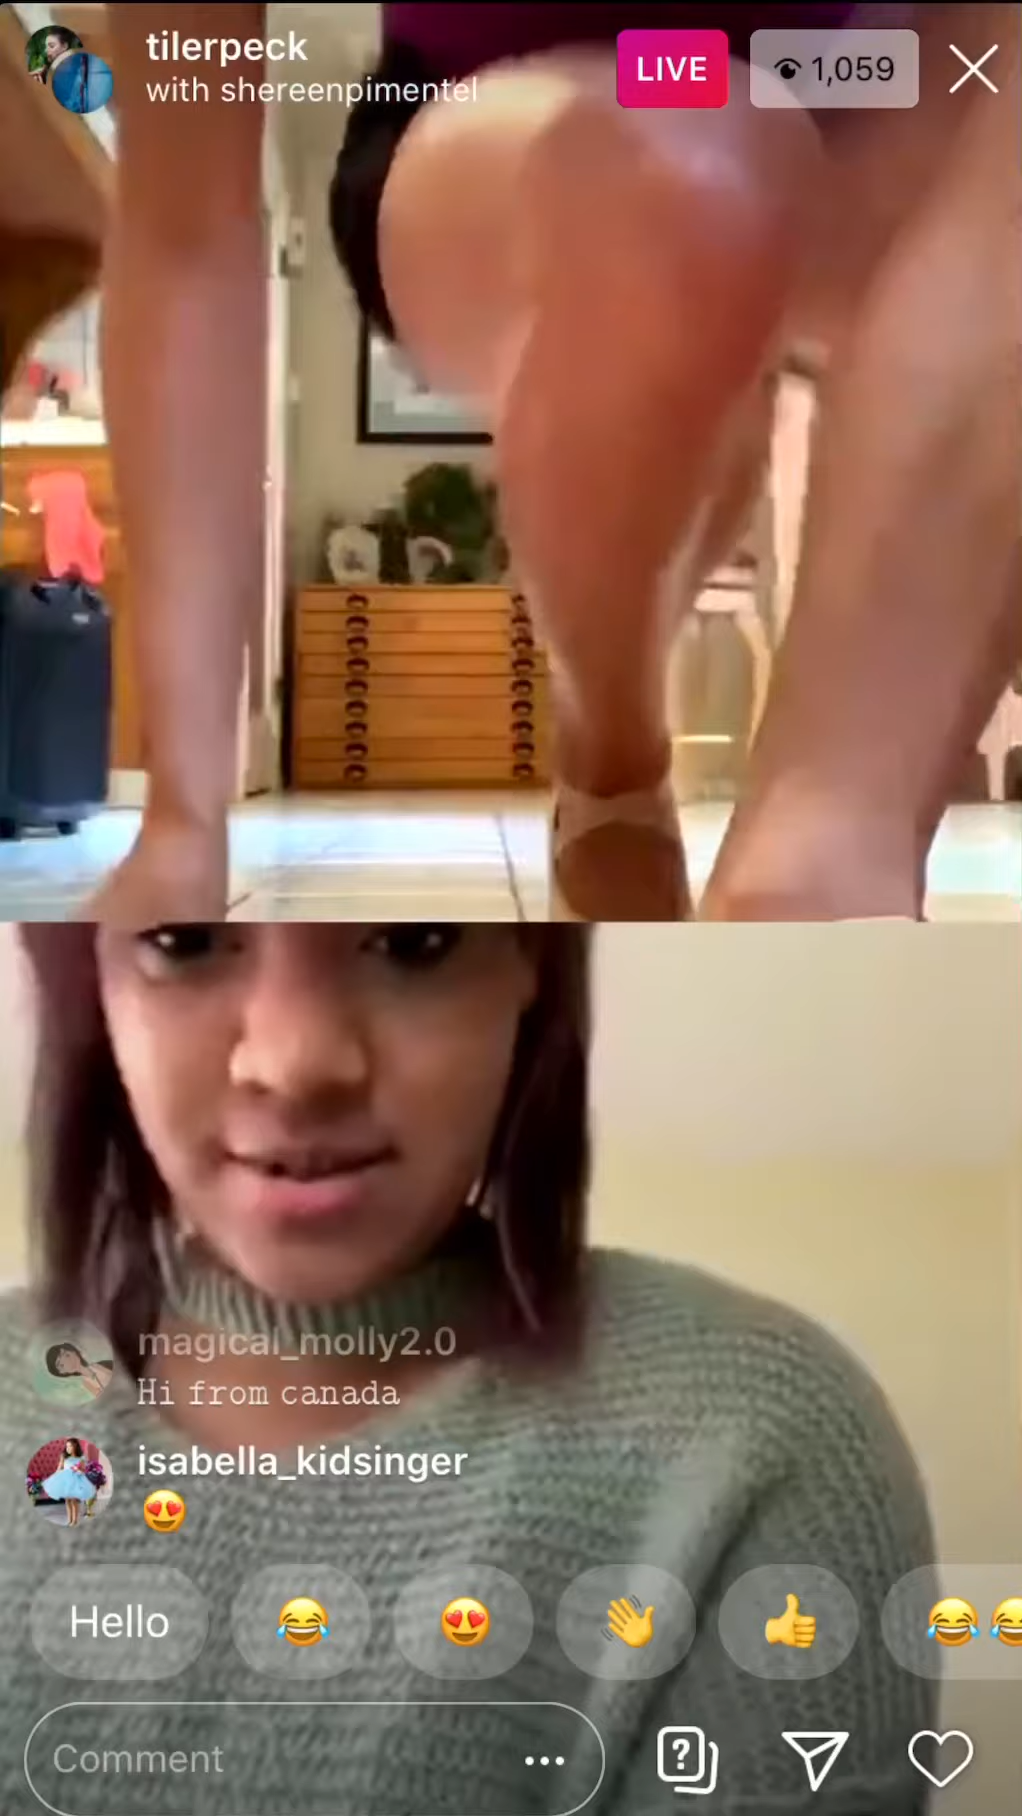 tilerpeck
with shereenpimentel
LIVE
1,059
magical_molly2.0
Hi from canada
isabella_kidsinger
😍
Hello 😂 😍 👋 👍 😂😂
Comment